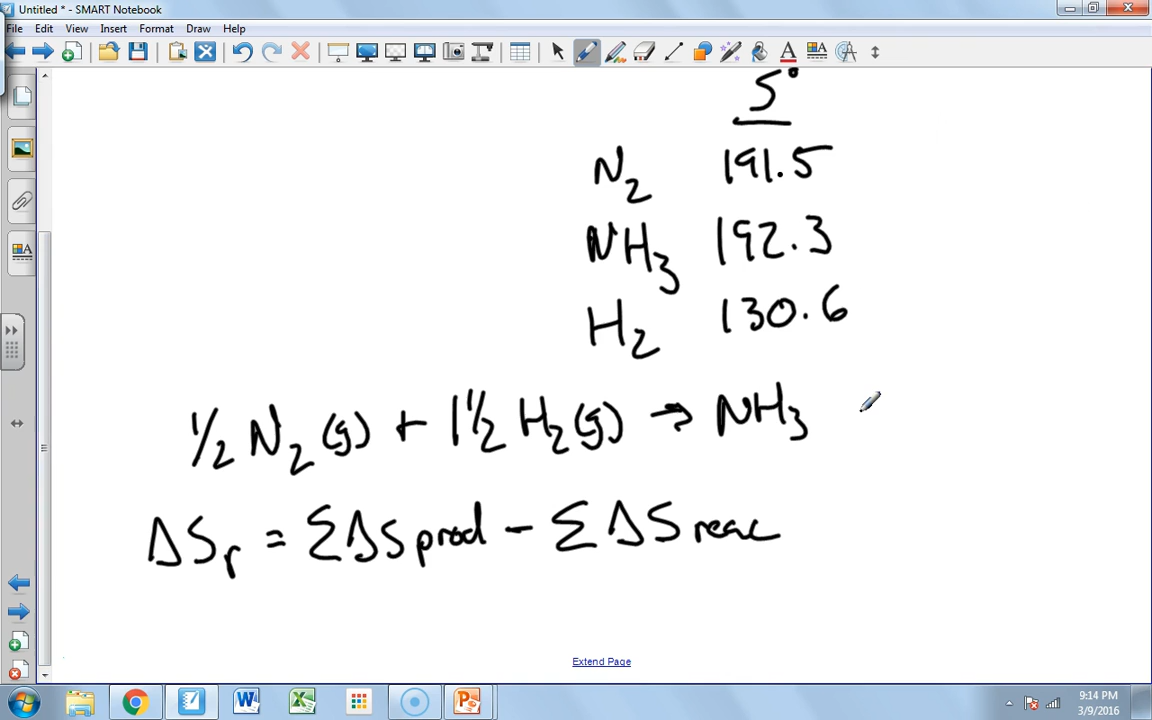 Untitled * - SMART Notebook
File Edit View Insert Format Draw Help
S°
N₂ 191.5
NH₃ 192.3
H₂ 130.6
½ N₂ (g) + 1½ H₂ (g) → NH₃
ΔSr = ΣΔS prod - ΣΔS reac
Extend Page
9:14 PM
3/9/2016